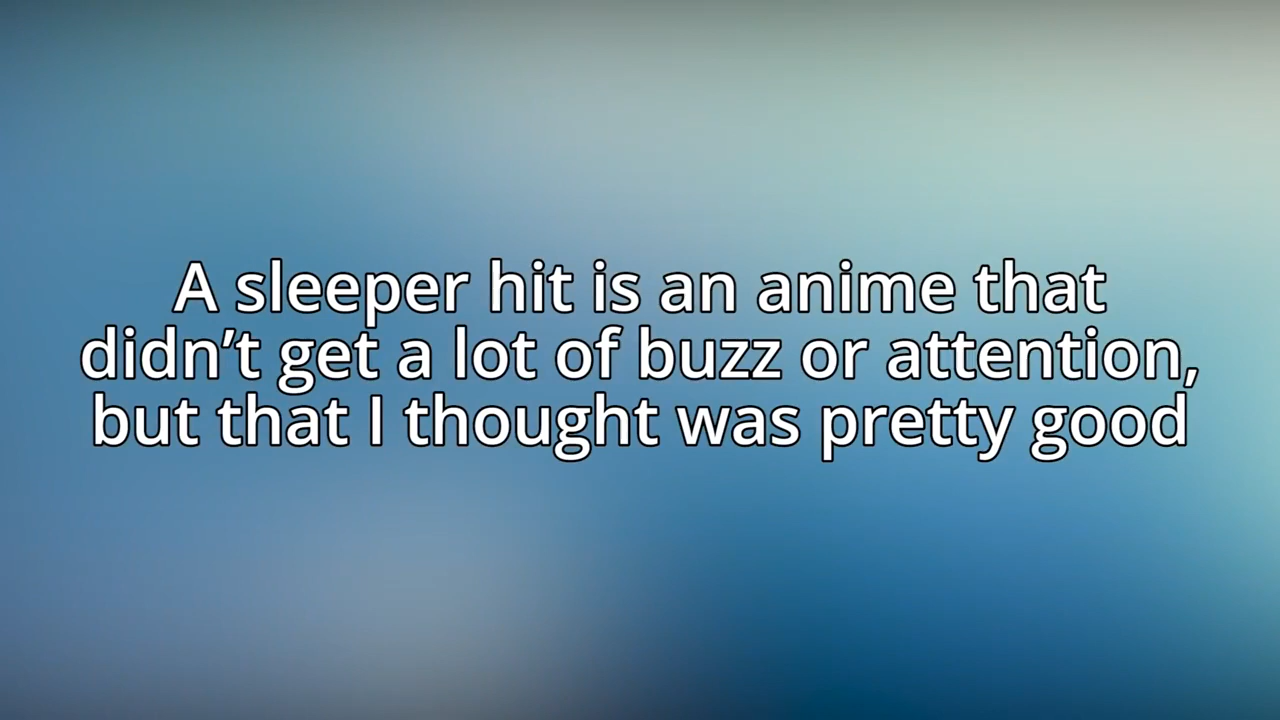 A sleeper hit is an anime that
didn’t get a lot of buzz or attention,
but that I thought was pretty good